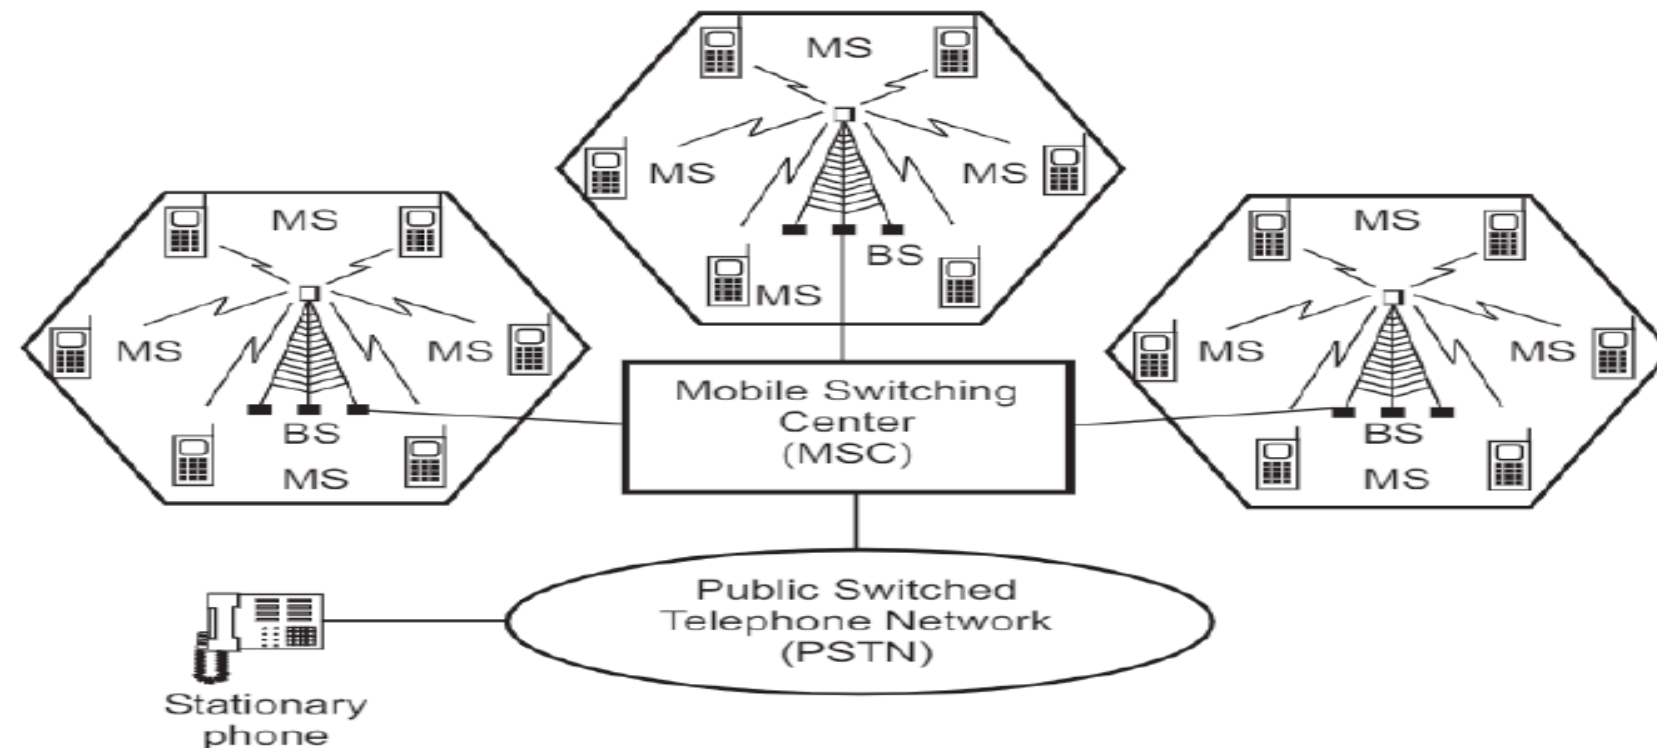 MS
MS
MS
BS
MS
MS
MS
MS
BS
MS
MS
MS
MS
BS
MS
Mobile Switching
Center
(MSC)
Public Switched
Telephone Network
(PSTN)
Stationary
phone